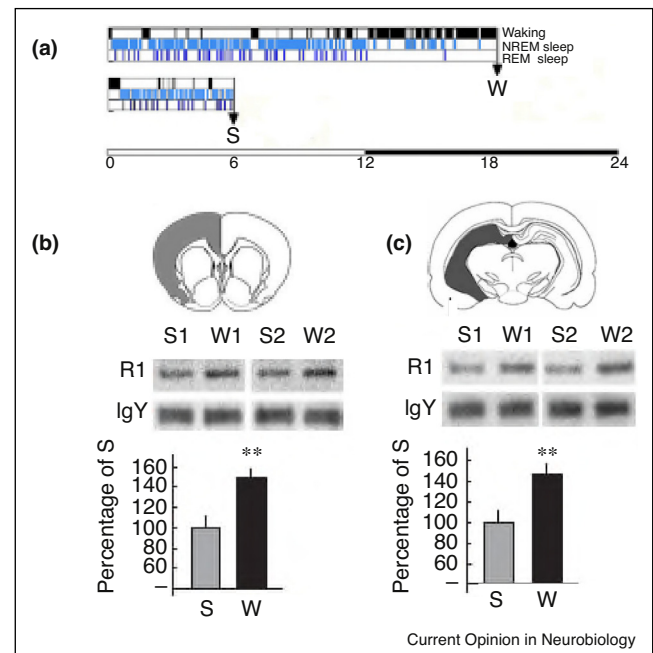 (a)
Waking
NREM sleep
REM sleep
W
S
0 6 12 18 24
(b)
(c)
S1 W1 S2 W2
R1
IgY
Percentage of S
160
140
120
100
80
60
–
**
S W
S1 W1 S2 W2
R1
IgY
Percentage of S
160
140
120
100
80
60
–
**
S W
Current Opinion in Neurobiology